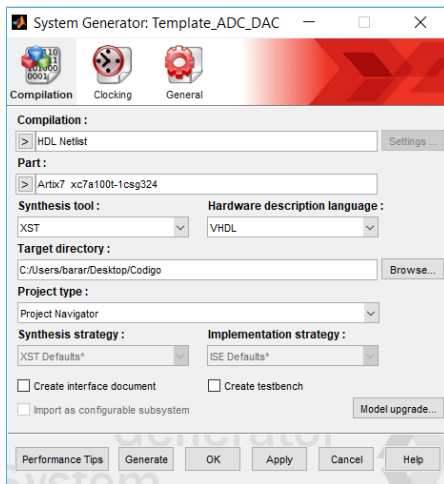 System Generator: Template_ADC_DAC
Compilation Clocking General
Compilation :
> HDL Netlist Settings ...
Part :
> Artix7 xc7a100t-1csg324
Synthesis tool : Hardware description language :
XST VHDL
Target directory :
C:/Users/barar/Desktop/Codigo Browse...
Project type :
Project Navigator
Synthesis strategy : Implementation strategy :
XST Defaults* ISE Defaults*
Create interface document Create testbench
Import as configurable subsystem Model upgrade...
Performance Tips Generate OK Apply Cancel Help